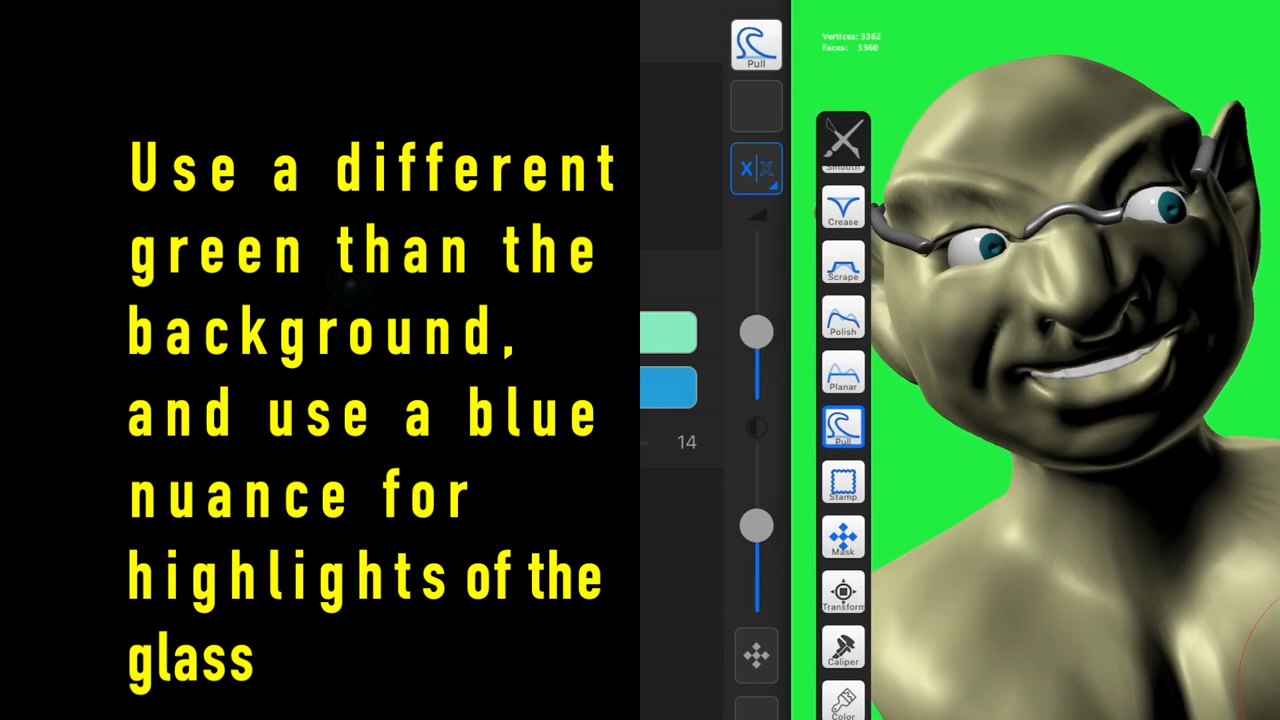 Use a different
green than the
background,
and use a blue
nuance for
highlights of the
glass
Pull
X|X
14
Vertices: 3362
Faces: 3360
Smooth
Crease
Scrape
Polish
Planar
Pull
Stamp
Mask
Transform
Caliper
Color